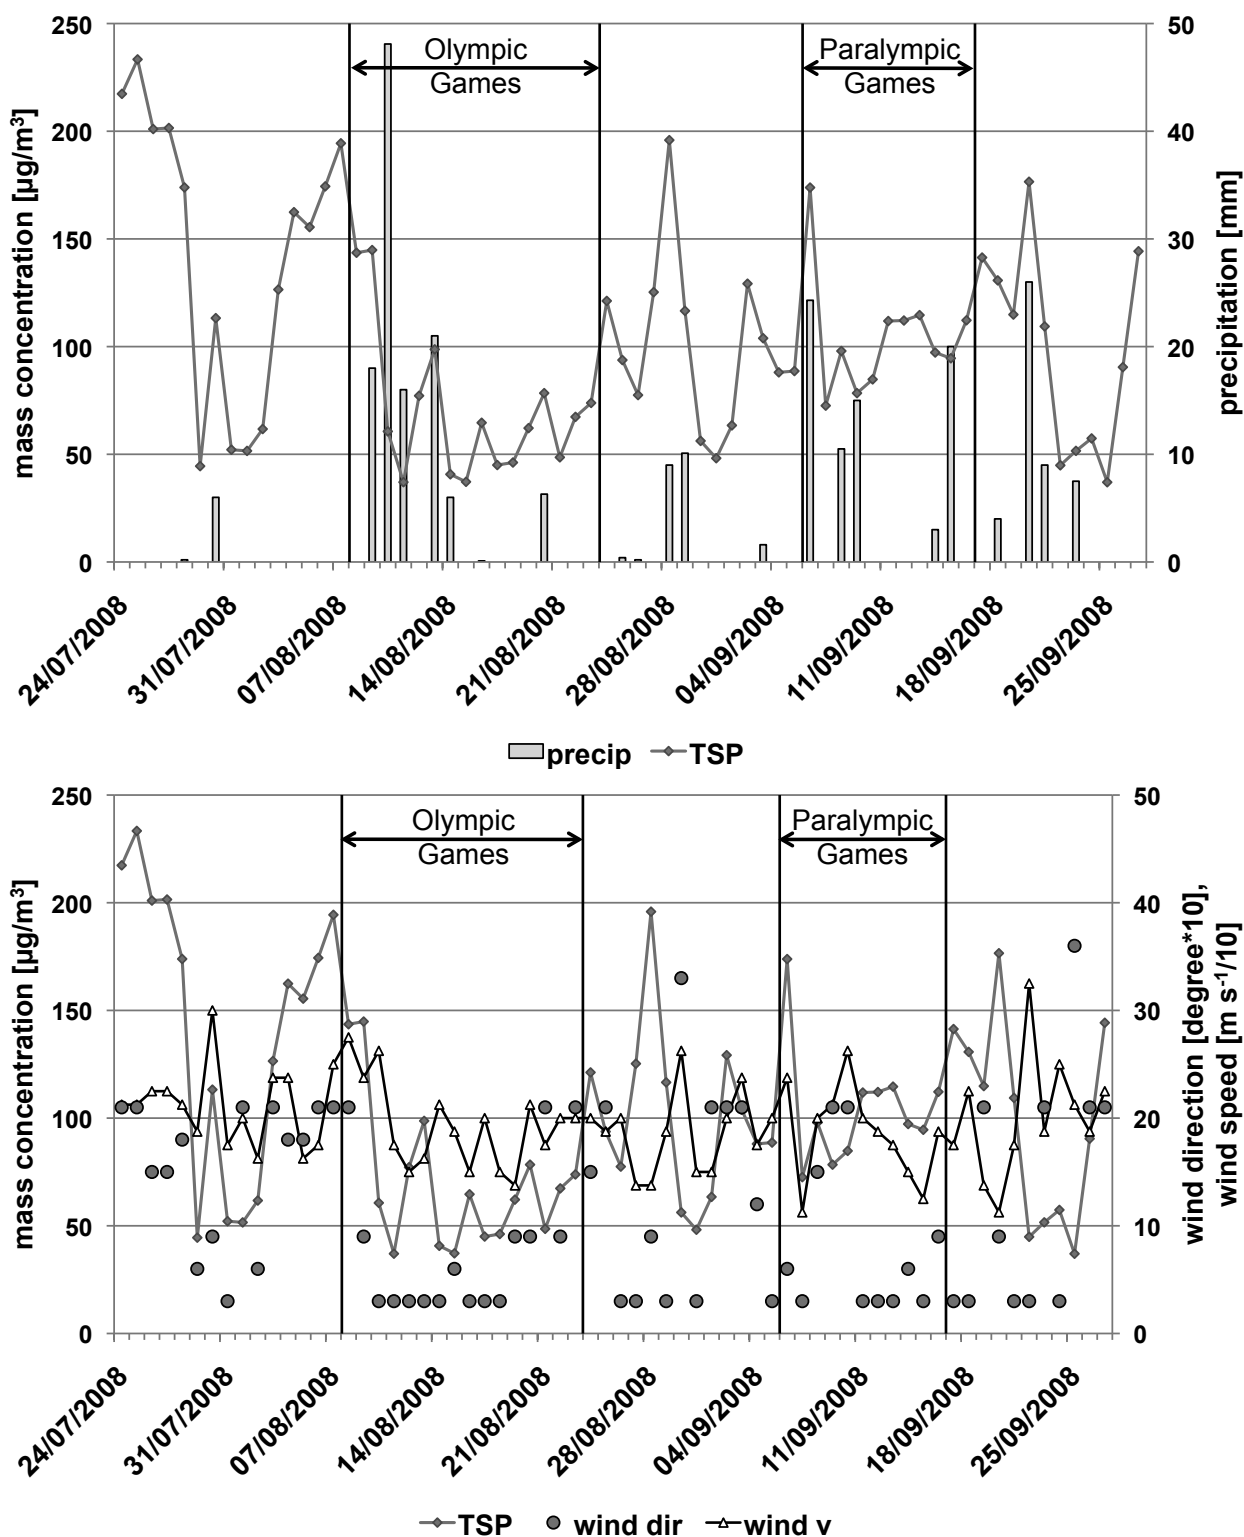 250
200
150
100
50
0
mass concentration [µg/m³]
50
40
30
20
10
0
precipitation [mm]
Olympic
Games
Paralympic
Games
24/07/2008
31/07/2008
07/08/2008
14/08/2008
21/08/2008
28/08/2008
04/09/2008
11/09/2008
18/09/2008
25/09/2008
precip TSP
250
200
150
100
50
0
mass concentration [µg/m³]
50
40
30
20
10
0
wind direction [degree*10],
wind speed [m s⁻¹/10]
Olympic
Games
Paralympic
Games
24/07/2008
31/07/2008
07/08/2008
14/08/2008
21/08/2008
28/08/2008
04/09/2008
11/09/2008
18/09/2008
25/09/2008
TSP wind dir wind v